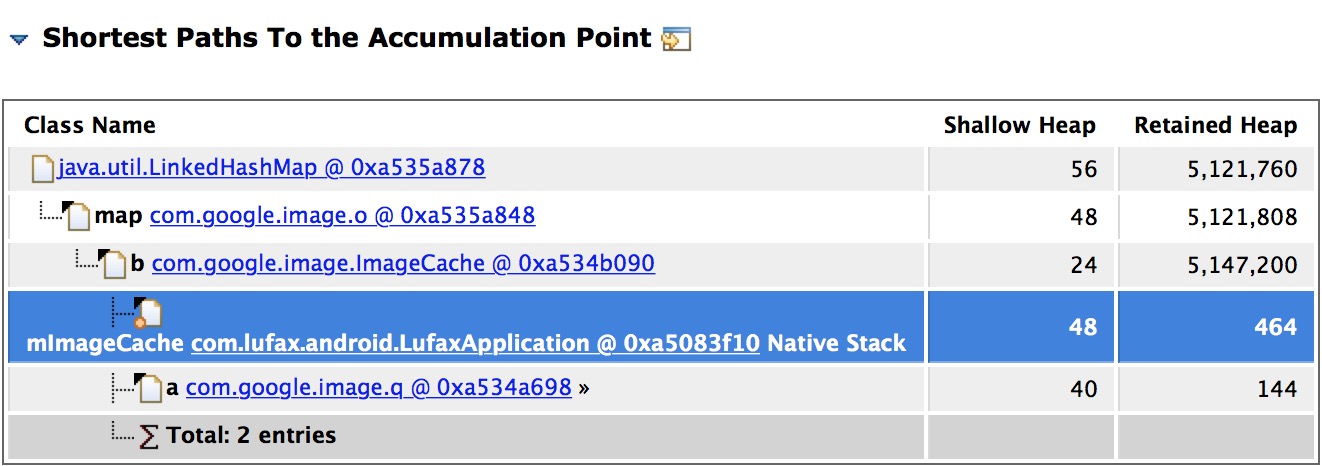 Shortest Paths To the Accumulation Point
Class Name Shallow Heap Retained Heap
java.util.LinkedHashMap @ 0xa535a878 56 5,121,760
map com.google.image.o @ 0xa535a848 48 5,121,808
b com.google.image.ImageCache @ 0xa534b090 24 5,147,200
mImageCache com.lufax.android.LufaxApplication @ 0xa5083f10 Native Stack 48 464
a com.google.image.q @ 0xa534a698 » 40 144
Total: 2 entries